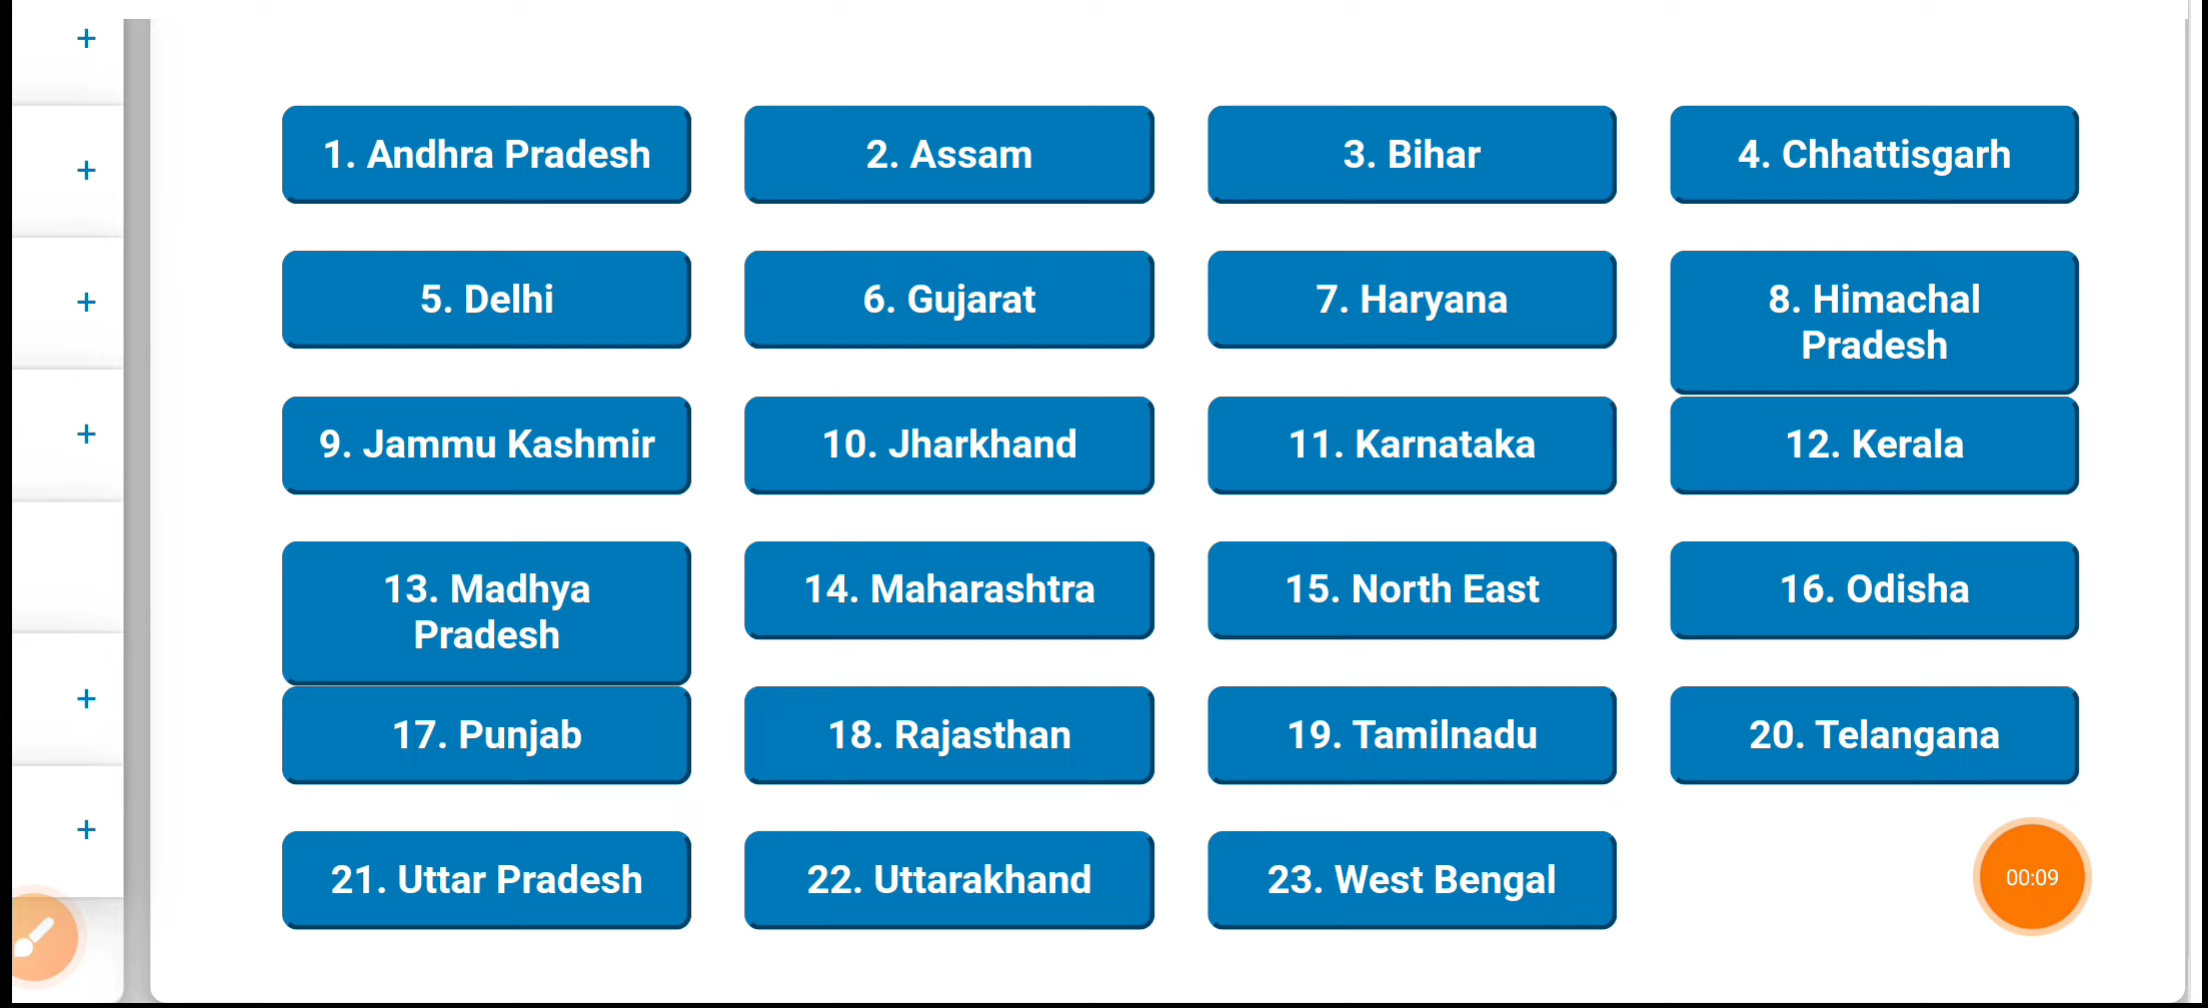 +
1. Andhra Pradesh
2. Assam
3. Bihar
4. Chhattisgarh
+
5. Delhi
6. Gujarat
7. Haryana
8. Himachal
Pradesh
+
9. Jammu Kashmir
10. Jharkhand
11. Karnataka
12. Kerala
+
13. Madhya
Pradesh
14. Maharashtra
15. North East
16. Odisha
+
17. Punjab
18. Rajasthan
19. Tamilnadu
20. Telangana
+
21. Uttar Pradesh
22. Uttarakhand
23. West Bengal
00:09